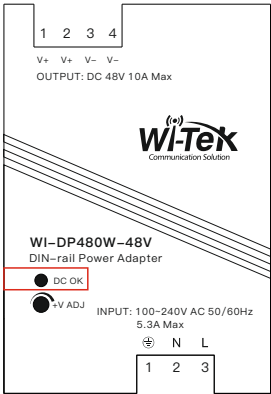 1 2 3 4
V+ V+ V– V–
OUTPUT: DC 48V 10A Max
Wi-Tek
Communication Solution
WI–DP480W–48V
DIN–rail Power Adapter
DC OK
+V ADJ
INPUT: 100~240V AC 50/60Hz
5.3A Max
N L
1 2 3